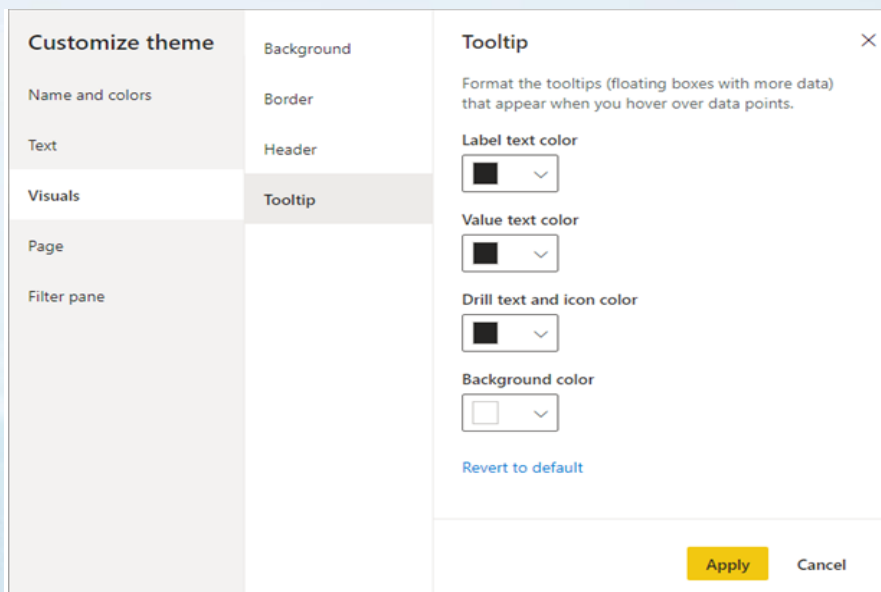 Customize theme
Name and colors
Text
Visuals
Page
Filter pane
Background
Border
Header
Tooltip
Tooltip
Format the tooltips (floating boxes with more data)
that appear when you hover over data points.
Label text color
Value text color
Drill text and icon color
Background color
Revert to default
Apply
Cancel